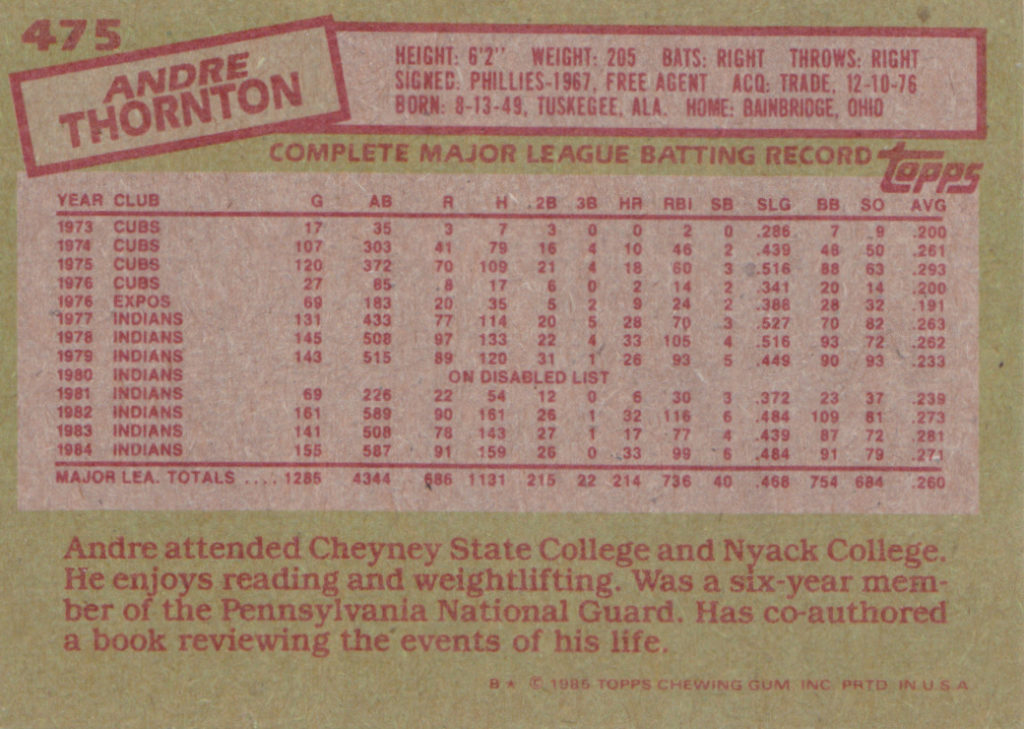 475
ANDRE
THORNTON
HEIGHT: 6'2" WEIGHT: 205 BATS: RIGHT THROWS: RIGHT
SIGNED: PHILLIES-1967, FREE AGENT ACQ: TRADE, 12-10-76
BORN: 8-13-49, TUSKEGEE, ALA. HOME: BAINBRIDGE, OHIO
COMPLETE MAJOR LEAGUE BATTING RECORD topps
YEAR CLUB G AB R H 2B 3B HR RBI SB SLG BB SO AVG
1973 CUBS 17 35 3 7 3 0 0 2 0 .286 7 9 .200
1974 CUBS 107 303 41 79 16 4 10 46 2 .439 48 50 .261
1975 CUBS 120 372 70 109 21 4 18 60 3 .516 88 63 .293
1976 CUBS 27 85 8 17 6 0 2 14 2 .341 20 14 .200
1976 EXPOS 69 183 20 35 5 2 9 24 2 .388 28 32 .191
1977 INDIANS 131 433 77 114 20 5 28 70 3 .527 70 82 .263
1978 INDIANS 145 508 97 133 22 4 33 105 4 .516 93 72 .262
1979 INDIANS 143 515 89 120 31 1 26 93 5 .449 90 93 .233
1980 INDIANS ON DISABLED LIST
1981 INDIANS 69 226 22 54 12 0 6 30 3 .372 23 37 .239
1982 INDIANS 161 589 90 161 26 1 32 116 6 .484 109 81 .273
1983 INDIANS 141 508 78 143 27 1 17 77 4 .439 87 72 .281
1984 INDIANS 155 587 91 159 26 0 33 99 6 .484 91 79 .271
MAJOR LEA. TOTALS .... 1285 4344 686 1131 215 22 214 736 40 .468 754 684 .260
Andre attended Cheyney State College and Nyack College.
He enjoys reading and weightlifting. Was a six-year mem-
ber of the Pennsylvania National Guard. Has co-authored
a book reviewing the events of his life.
B★ © 1985 TOPPS CHEWING GUM, INC. PRTD. IN U.S.A.